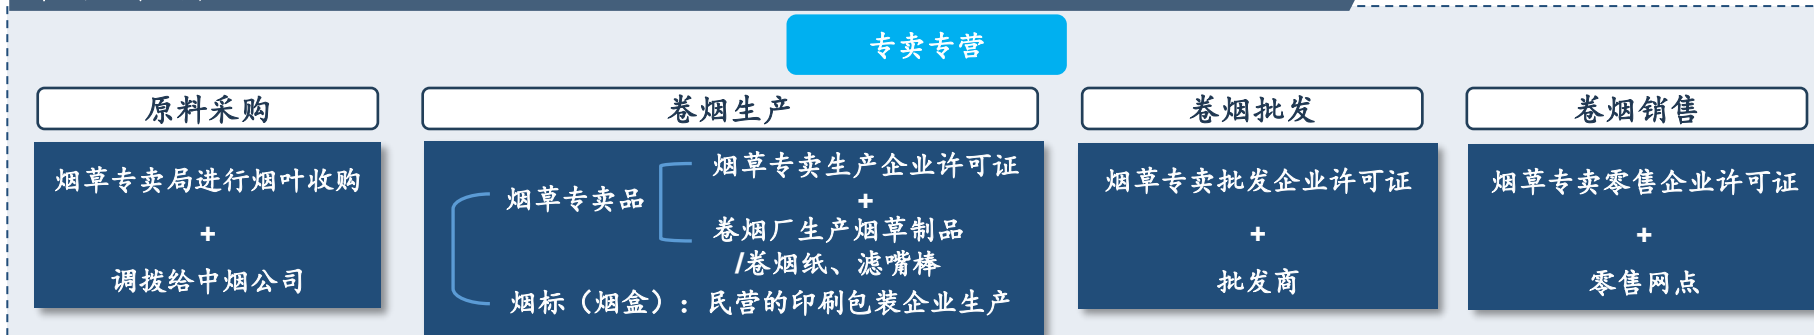 专卖专营
原料采购
烟草专卖局进行烟叶收购
+
调拨给中烟公司
卷烟生产
烟草专卖品
烟草专卖生产企业许可证
+
卷烟厂生产烟草制品
/卷烟纸、滤嘴棒
烟标（烟盒）：民营的印刷包装企业生产
卷烟批发
烟草专卖批发企业许可证
+
批发商
卷烟销售
烟草专卖零售企业许可证
+
零售网点